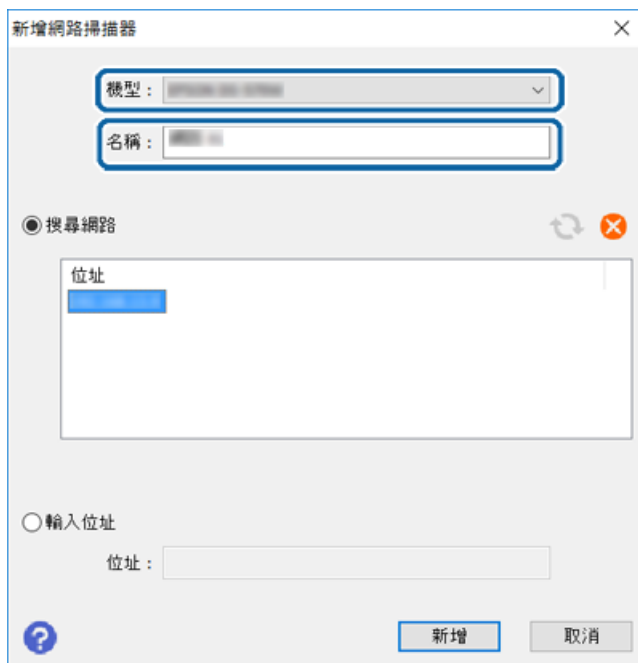 新增網路掃描器
機型：
名稱：
搜尋網路
位址
輸入位址
位址：
新增 取消